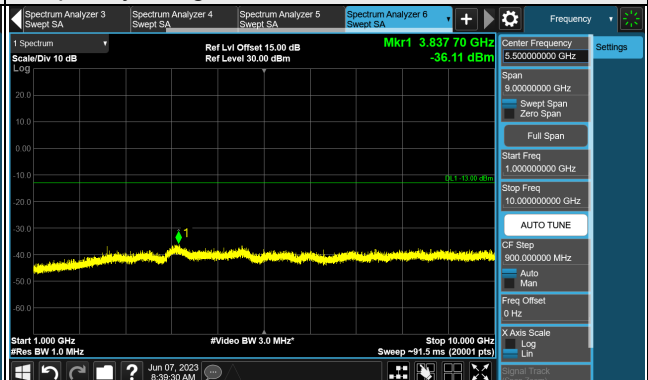 Spectrum Analyzer 3
Swept SA
Spectrum Analyzer 4
Swept SA
Spectrum Analyzer 5
Swept SA
Spectrum Analyzer 6
Swept SA
+
Frequency
1 Spectrum
Scale/Div 10 dB
Ref Lvl Offset 15.00 dB
Ref Level 30.00 dBm
Mkr1 3.837 70 GHz
-36.11 dBm
Log
20.0
10.0
0.00
-10.0
DL1 -13.00 dBm
-20.0
-30.0
1
-40.0
-50.0
-60.0
Start 1.000 GHz
#Res BW 1.0 MHz
#Video BW 3.0 MHz*
Stop 10.000 GHz
Sweep ~91.5 ms (20001 pts)
Center Frequency
5.500000000 GHz
Settings
Span
9.00000000 GHz
Swept Span
Zero Span
Full Span
Start Freq
1.000000000 GHz
Stop Freq
10.000000000 GHz
AUTO TUNE
CF Step
900.000000 MHz
Auto
Man
Freq Offset
0 Hz
X Axis Scale
Log
Lin
Signal Track
?
Jun 07, 2023
8:39:30 AM